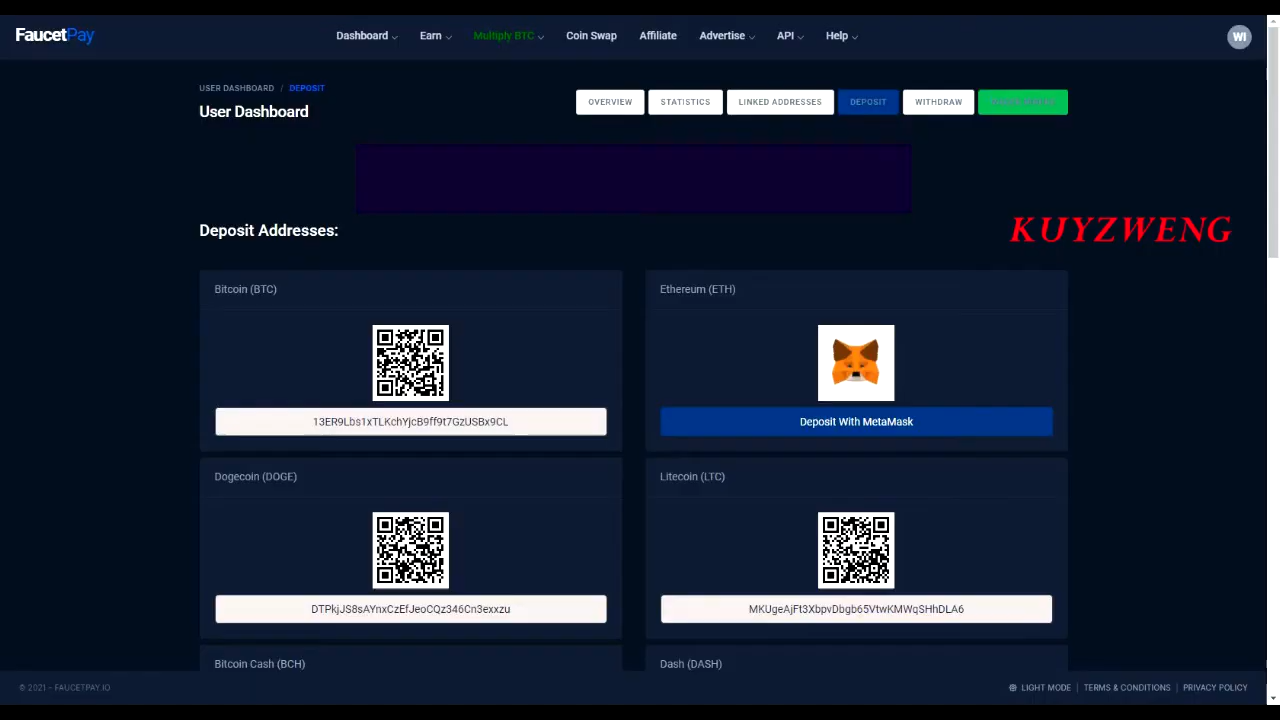 FaucetPay
Dashboard
Earn
Multiply BTC
Coin Swap
Affiliate
Advertise
API
Help
WI
USER DASHBOARD / DEPOSIT
User Dashboard
OVERVIEW
STATISTICS
LINKED ADDRESSES
DEPOSIT
WITHDRAW
KUYZWENG
Deposit Addresses:
Bitcoin (BTC)
13ER9Lbs1xTLKchYjcB9ff9t7GzUSBx9CL
Ethereum (ETH)
Deposit With MetaMask
Dogecoin (DOGE)
DTPkjJS8sAYnxCzEfJeoCQz346Cn3exxzu
Litecoin (LTC)
MKUgeAjFt3XbpvDbgb65VtwKMWqSHhDLA6
Bitcoin Cash (BCH)
Dash (DASH)
© 2021 - FAUCETPAY.IO
LIGHT MODE | TERMS & CONDITIONS | PRIVACY POLICY